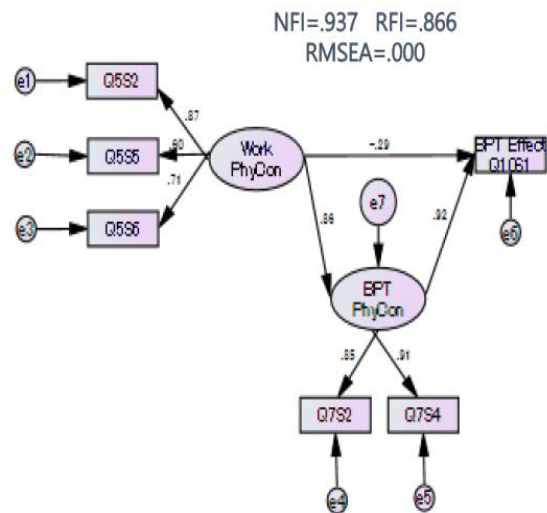 NFI=.937 RFI=.866
RMSEA=.000
e1
Q5S2
.87
e2
Q5S5
.60
Work
PhyCon
-.29
BPT Effect
Q10S1
e3
Q5S6
.71
.86
e7
.92
e6
BPT
PhyCon
.85
.91
Q7S2
Q7S4
e4
e5